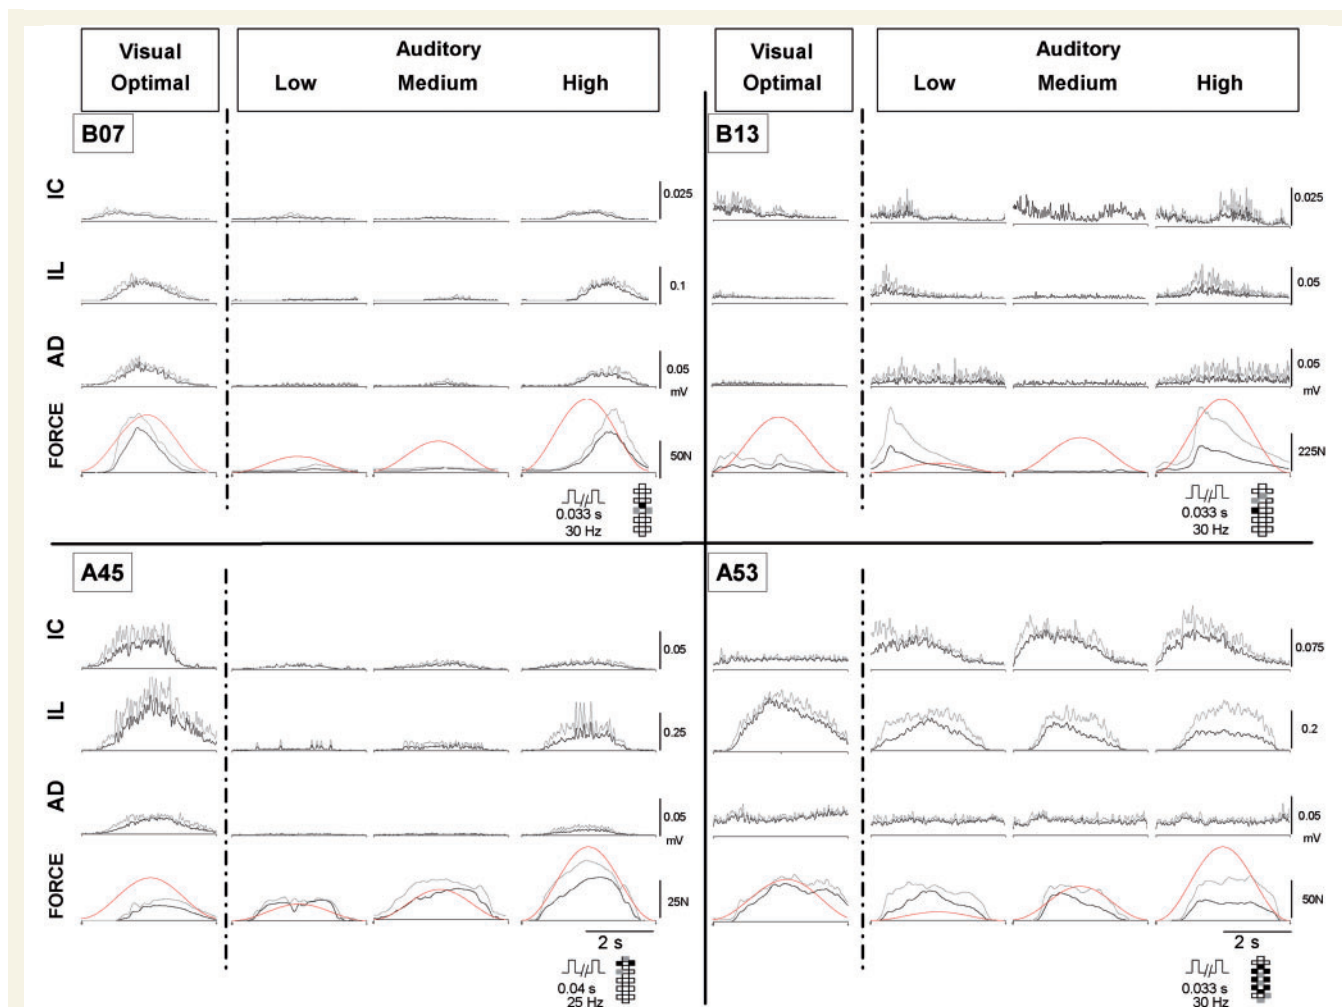 Visual Auditory Visual Auditory
Optimal Low Medium High Optimal Low Medium High
B07 B13
IC 0.025 0.025
IL 0.1 0.05
AD 0.05 0.05
mV mV
FORCE 50N 225N
0.033 s 0.033 s
30 Hz 30 Hz
A45 A53
IC 0.05 0.075
IL 0.25 0.2
AD 0.05 0.05
mV mV
FORCE 25N 50N
2 s 2 s
0.04 s 0.033 s
25 Hz 30 Hz